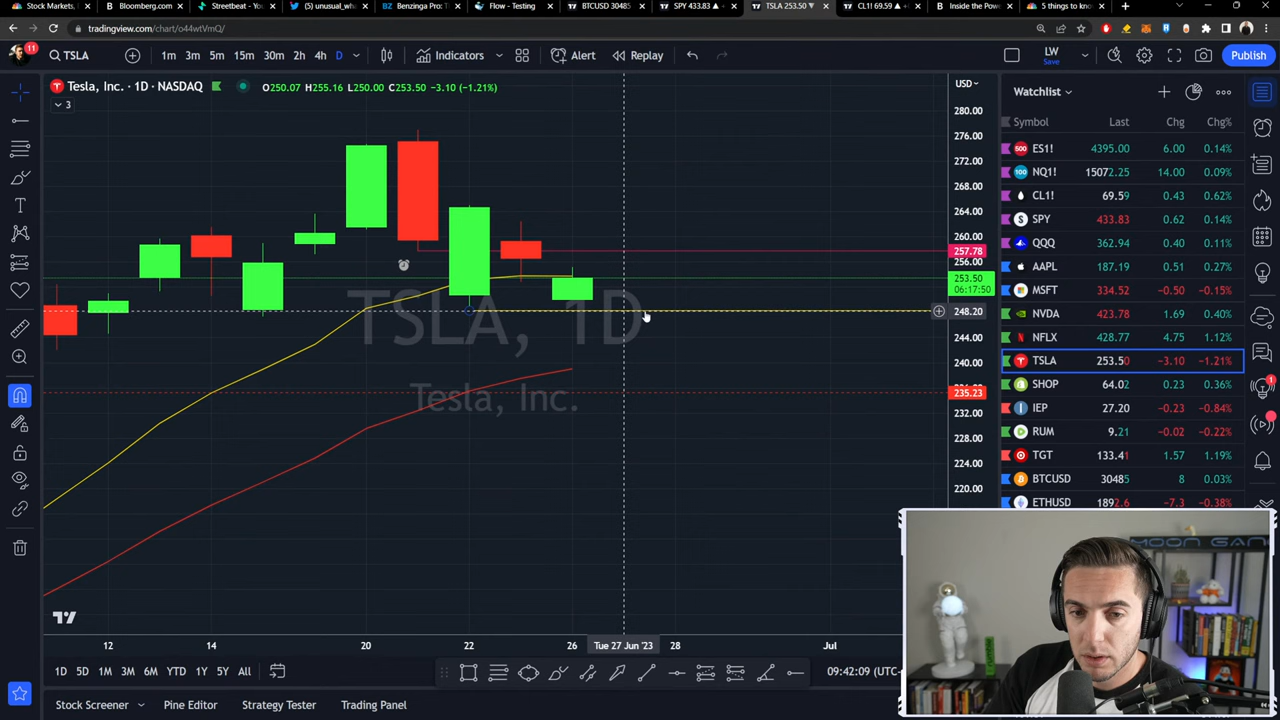 Stock Markets,
Bloomberg.com
Streetbeat - Yo
(5) unusual_wh
Benzinga Pro:
Flow - Testing
BTCUSD 30485
SPY 433.83
TSLA 253.50 ▼
CL1! 69.59
Inside the Pow
5 things to kno
tradingview.com/chart/o44wtVmQ/
11
TSLA
1m 3m 5m 15m 30m 2h 4h D
Indicators
Alert
Replay
LW
Save
Publish
Tesla, Inc. · 1D · NASDAQ
O250.07 H255.16 L250.00 C253.50 −3.10 (−1.21%)
3
USD
280.00
276.00
272.00
268.00
264.00
260.00
257.78
256.00
253.50
06:17:50
248.20
244.00
240.00
235.23
232.00
228.00
224.00
220.00
TSLA, 1D
Tesla, Inc.
12 14 20 22 26 Tue 27 Jun '23 28 Jul
1D 5D 1M 3M 6M YTD 1Y 5Y All
09:42:09 (UTC-
Stock Screener
Pine Editor
Strategy Tester
Trading Panel
Watchlist
Symbol Last Chg Chg%
ES1! 4395.00 6.00 0.14%
NQ1! 15072.25 14.00 0.09%
CL1! 69.59 0.43 0.62%
SPY 433.83 0.62 0.14%
QQQ 362.94 0.40 0.11%
AAPL 187.19 0.51 0.27%
MSFT 334.52 −0.50 −0.15%
NVDA 423.78 1.69 0.40%
NFLX 428.77 4.75 1.12%
TSLA 253.50 −3.10 −1.21%
SHOP 64.02 0.23 0.36%
IEP 27.20 −0.23 −0.84%
RUM 9.21 −0.02 −0.22%
TGT 133.41 1.57 1.19%
BTCUSD 30485 8 0.03%
ETHUSD 1892.6 −7.3 −0.38%
MOON GANG
rumble